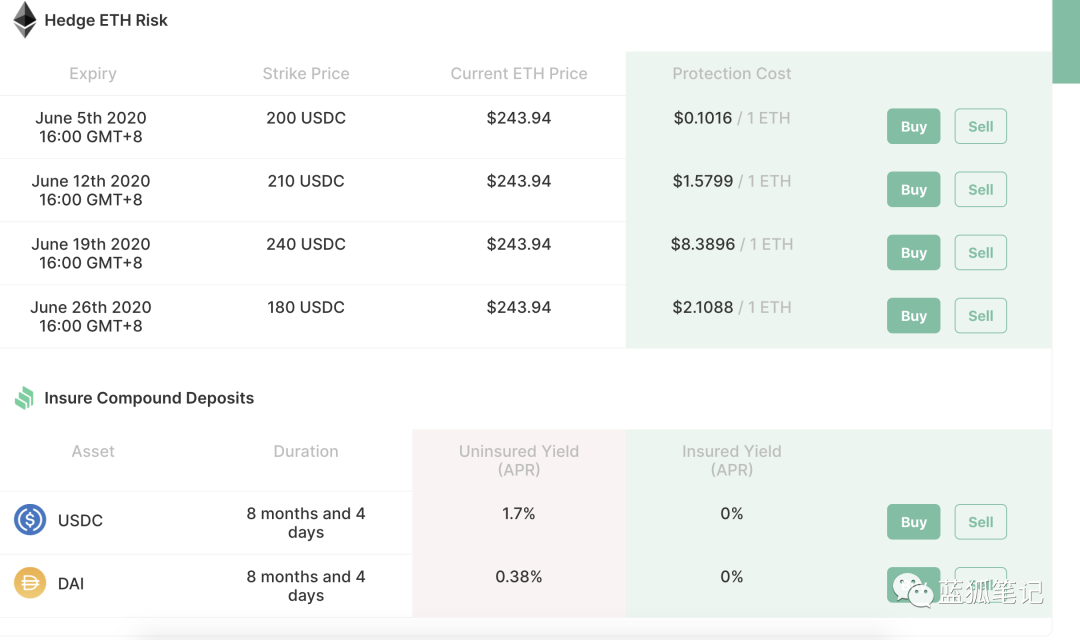 Hedge ETH Risk
Expiry Strike Price Current ETH Price Protection Cost
June 5th 2020 16:00 GMT+8 200 USDC $243.94 $0.1016 / 1 ETH Buy Sell
June 12th 2020 16:00 GMT+8 210 USDC $243.94 $1.5799 / 1 ETH Buy Sell
June 19th 2020 16:00 GMT+8 240 USDC $243.94 $8.3896 / 1 ETH Buy Sell
June 26th 2020 16:00 GMT+8 180 USDC $243.94 $2.1088 / 1 ETH Buy Sell
Insure Compound Deposits
Asset Duration Uninsured Yield (APR) Insured Yield (APR)
USDC 8 months and 4 days 1.7% 0% Buy Sell
DAI 8 months and 4 days 0.38% 0% Sell
蓝狐笔记